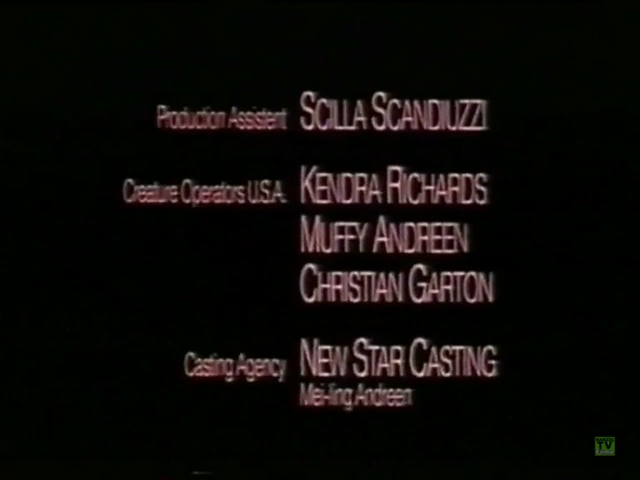 Production Assistent SCILLA SCANDIUZZI
Creature Operators U.S.A. KENDRA RICHARDS
MUFFY ANDREEN
CHRISTIAN GARTON
Casting Agency NEW STAR CASTING
Mei-ling Andreen
TV